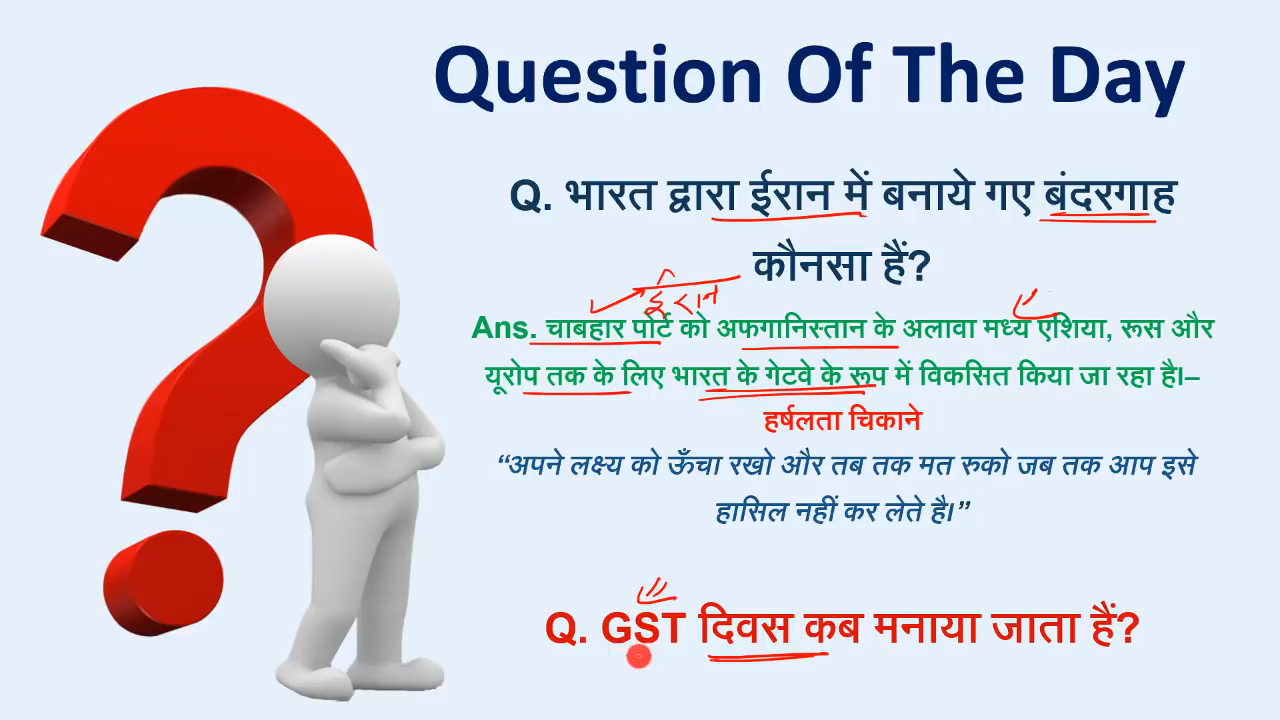 Question Of The Day
Q. भारत द्वारा ईरान में बनाये गए बंदरगाह
कौनसा हैं?
ईरान
Ans. चाबहार पोर्ट को अफगानिस्तान के अलावा मध्य एशिया, रूस और
यूरोप तक के लिए भारत के गेटवे के रूप में विकसित किया जा रहा है।–
हर्षलता चिकाने
“अपने लक्ष्य को ऊँचा रखो और तब तक मत रुको जब तक आप इसे
हासिल नहीं कर लेते है।”
Q. GST दिवस कब मनाया जाता हैं?